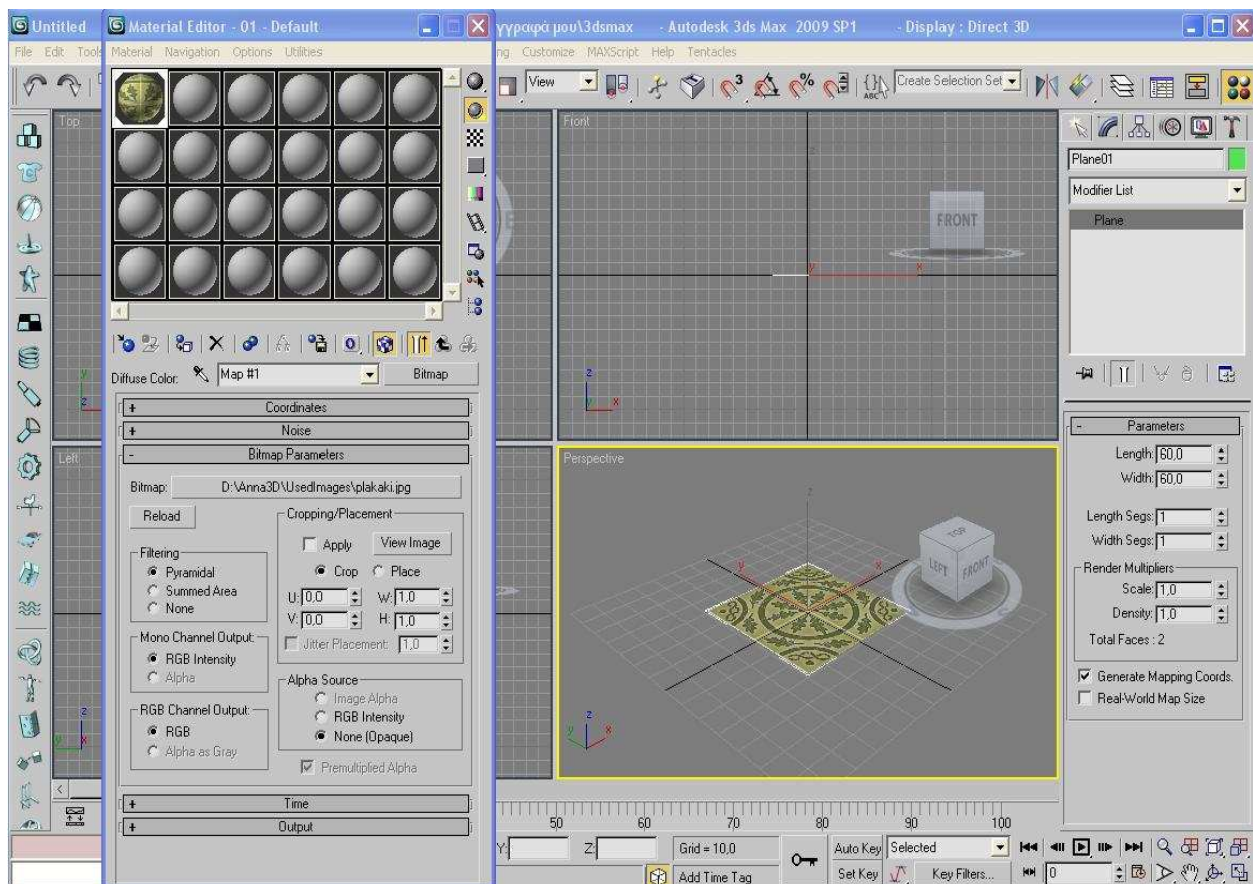 Untitled
Material Editor - 01 - Default
γγραφά μου\3dsmax - Autodesk 3ds Max 2009 SP1 - Display : Direct 3D
File Edit Tools
Material Navigation Options Utilities
ng Customize MAXScript Help Tentacles
View
3
%
{}
ABC
Create Selection Set
Top
Front
FRONT
z
y x
z
x
Plane01
Modifier List
Plane
Diffuse Color:
Map #1
Bitmap
+ Coordinates
+ Noise
- Bitmap Parameters
Bitmap:
D:\Anna3D\UsedImages\plakaki.jpg
Reload
Cropping/Placement
Apply
View Image
Crop
Place
U: 0,0
W: 1,0
V: 0,0
H: 1,0
Jitter Placement: 1,0
Filtering
Pyramidal
Summed Area
None
Mono Channel Output:
RGB Intensity
Alpha
RGB Channel Output:
RGB
Alpha as Gray
Alpha Source
Image Alpha
RGB Intensity
None (Opaque)
Premultiplied Alpha
+ Time
+ Output
Left
Perspective
z
TOP
LEFT
FRONT
y x
z
y x
- Parameters
Length: 60,0
Width: 60,0
Length Segs: 1
Width Segs: 1
Render Multipliers
Scale: 1,0
Density: 1,0
Total Faces : 2
Generate Mapping Coords.
Real-World Map Size
50 60 70 80 90 100
Y:
Z:
Grid = 10,0
Add Time Tag
Auto Key
Selected
Set Key
Key Filters...
0